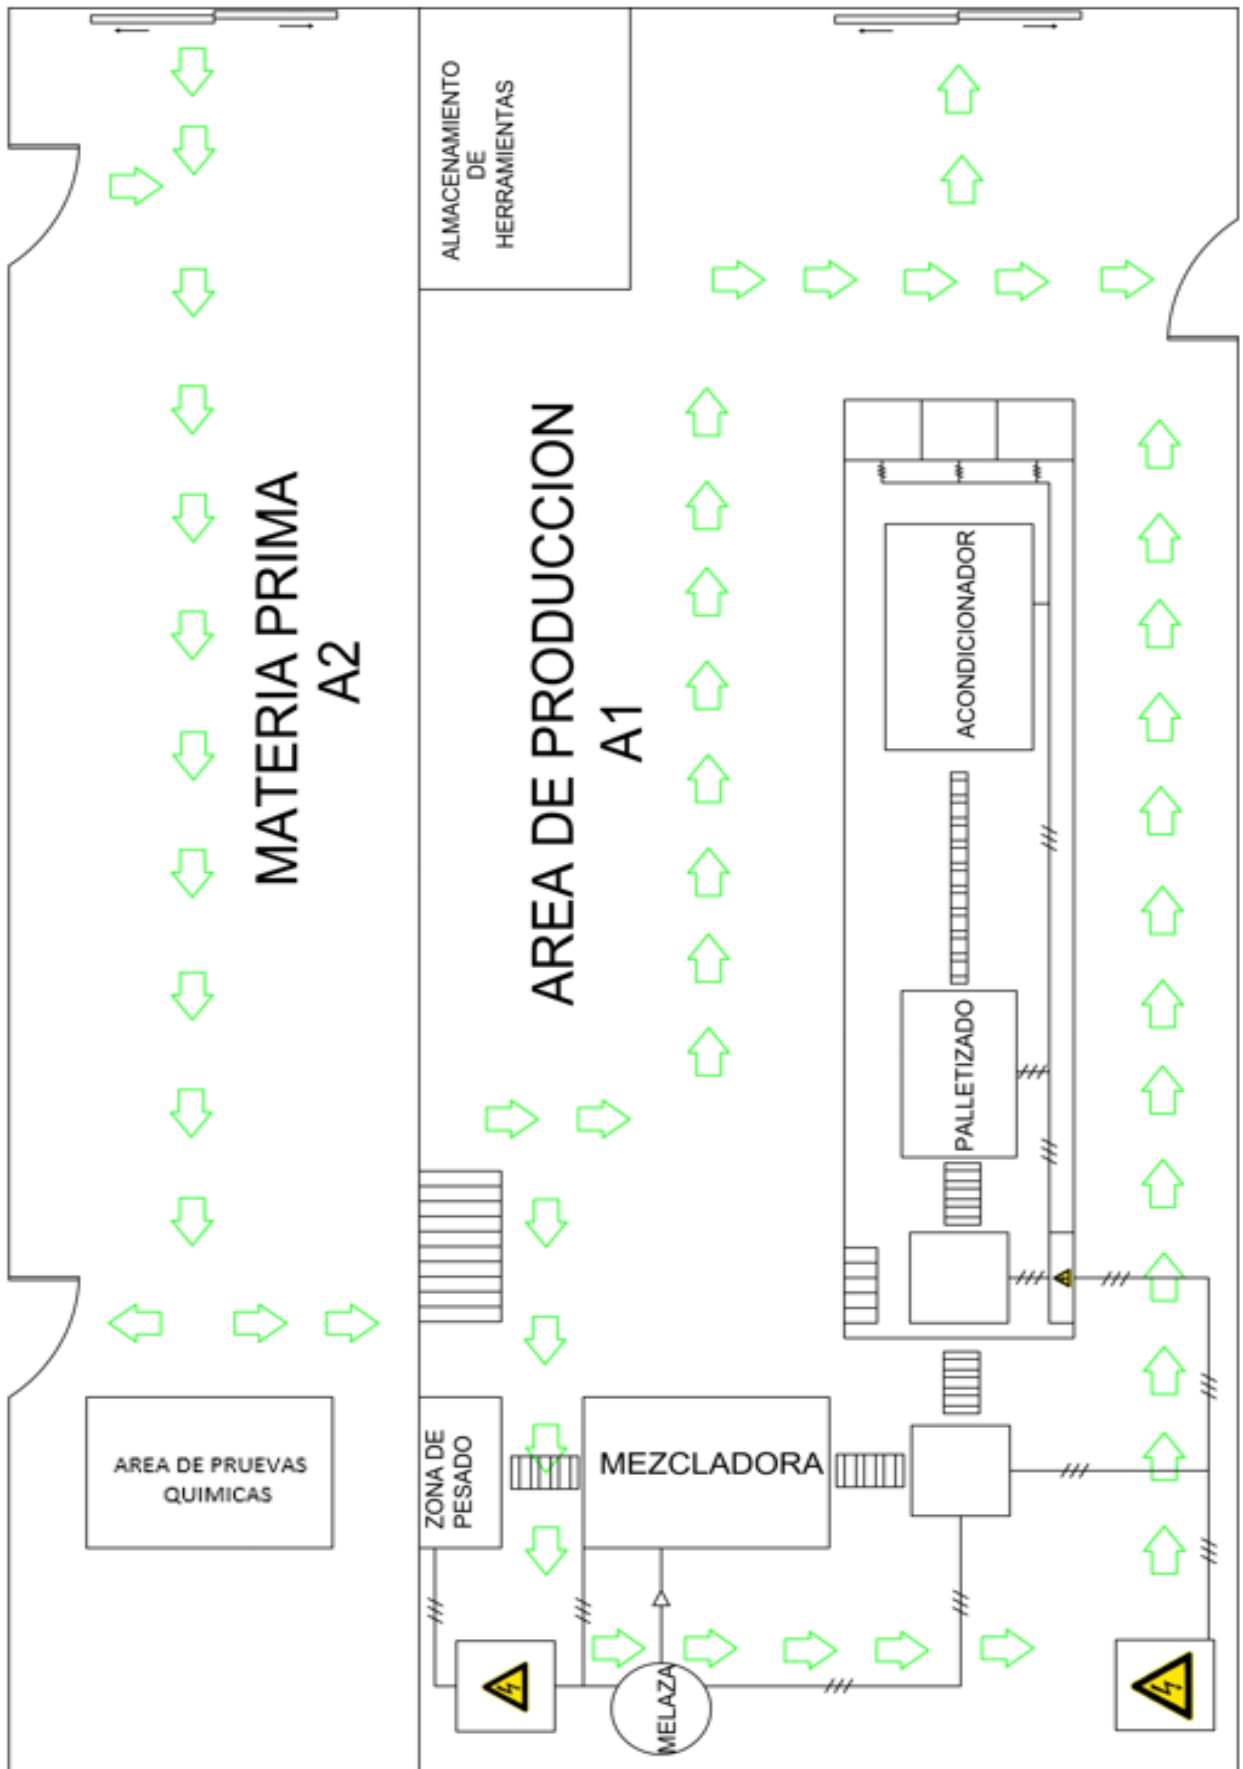 ALMACENAMIENTO
DE
HERRAMIENTAS
MATERIA PRIMA
A2
AREA DE PRODUCCION
A1
ACONDICIONADOR
PALLETIZADO
AREA DE PRUEVAS
QUIMICAS
ZONA DE
PESADO
MEZCLADORA
MELAZA